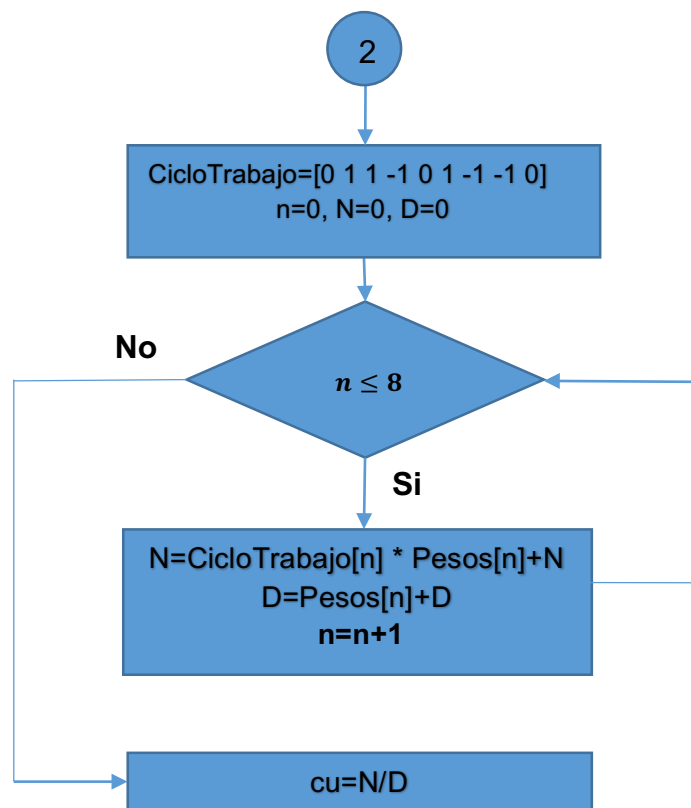 2
CicloTrabajo=[0 1 1 -1 0 1 -1 -1 0]
n=0, N=0, D=0
No
n ≤ 8
Si
N=CicloTrabajo[n] * Pesos[n]+N
D=Pesos[n]+D
n=n+1
cu=N/D